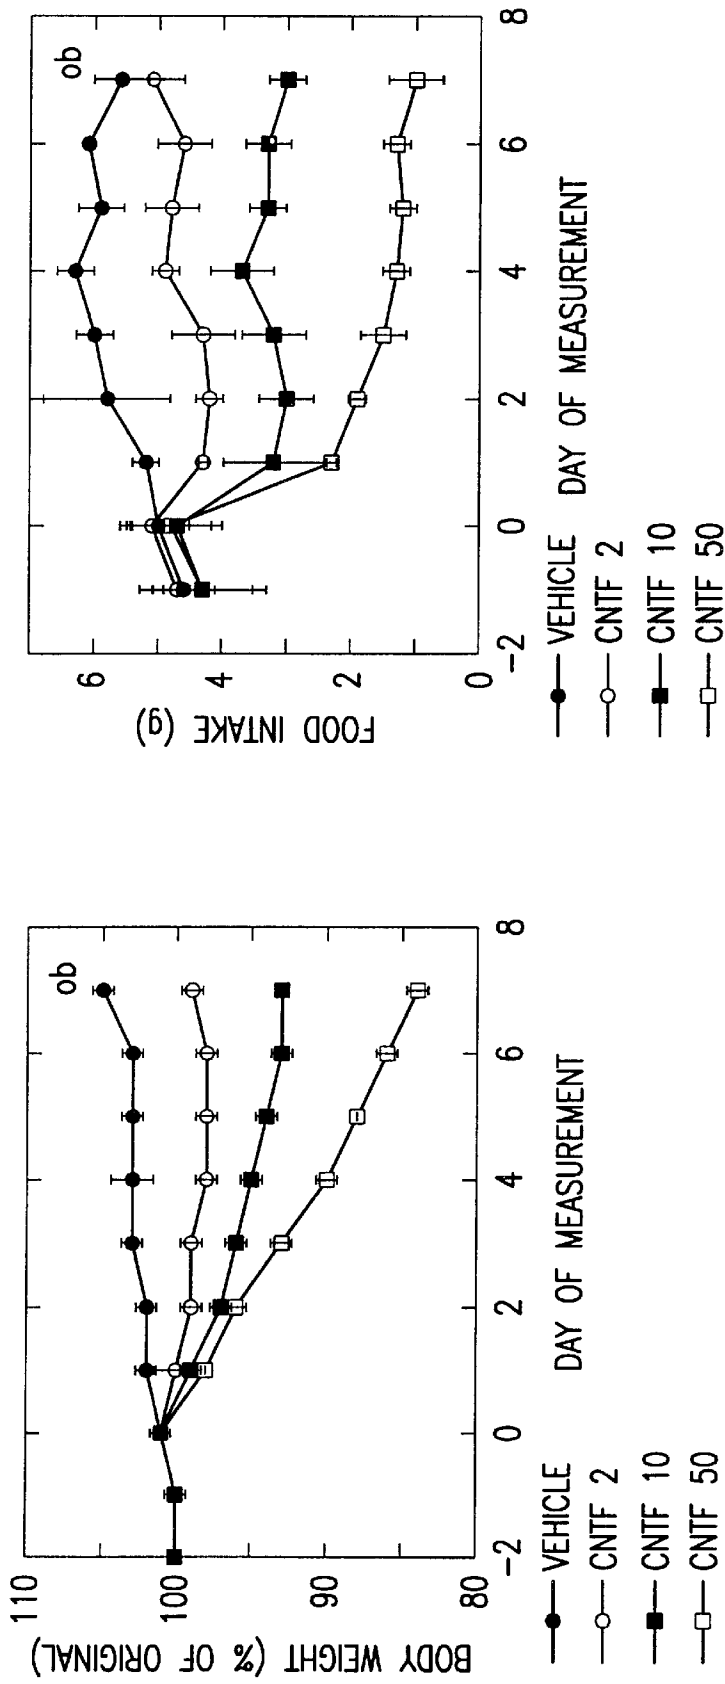 BODY WEIGHT (% OF ORIGINAL)
110
100
90
80
ob
-2
0
2
4
6
8
DAY OF MEASUREMENT
VEHICLE
CNTF 2
CNTF 10
CNTF 50
FOOD INTAKE (g)
6
4
2
0
ob
-2
0
2
4
6
8
DAY OF MEASUREMENT
VEHICLE
CNTF 2
CNTF 10
CNTF 50